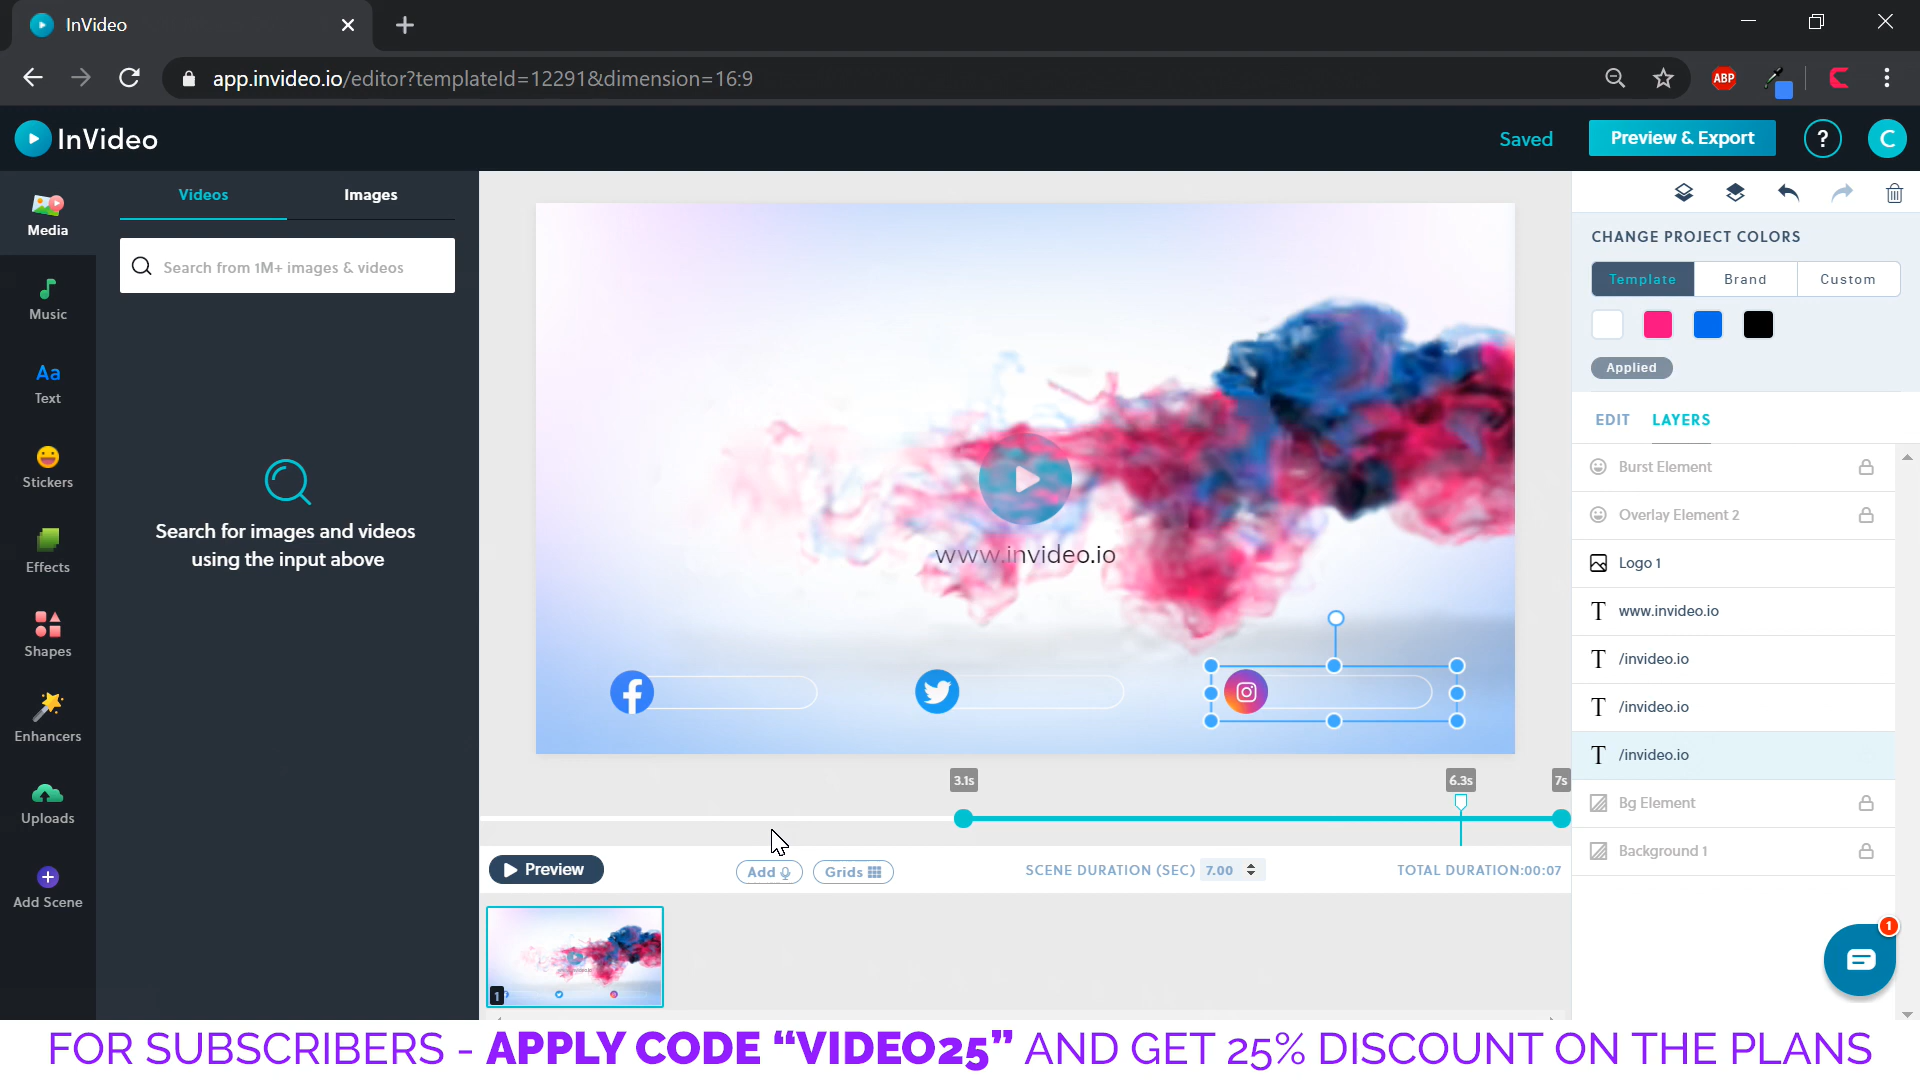 InVideo
app.invideo.io/editor?templateId=12291&dimension=16:9
ABP
InVideo
Saved
Preview & Export
?
C
Media
Music
Aa
Text
Stickers
Effects
Shapes
Enhancers
Uploads
Add Scene
Videos
Images
Search from 1M+ images & videos
Search for images and videos
using the input above
www.invideo.io
3.1s
6.3s
7s
Preview
Add
Grids
SCENE DURATION (SEC) 7.00
TOTAL DURATION:00:07
1
CHANGE PROJECT COLORS
Template
Brand
Custom
Applied
EDIT
LAYERS
Burst Element
Overlay Element 2
Logo 1
T www.invideo.io
T /invideo.io
T /invideo.io
T /invideo.io
Bg Element
Background 1
1
FOR SUBSCRIBERS - APPLY CODE “VIDEO25” AND GET 25% DISCOUNT ON THE PLANS